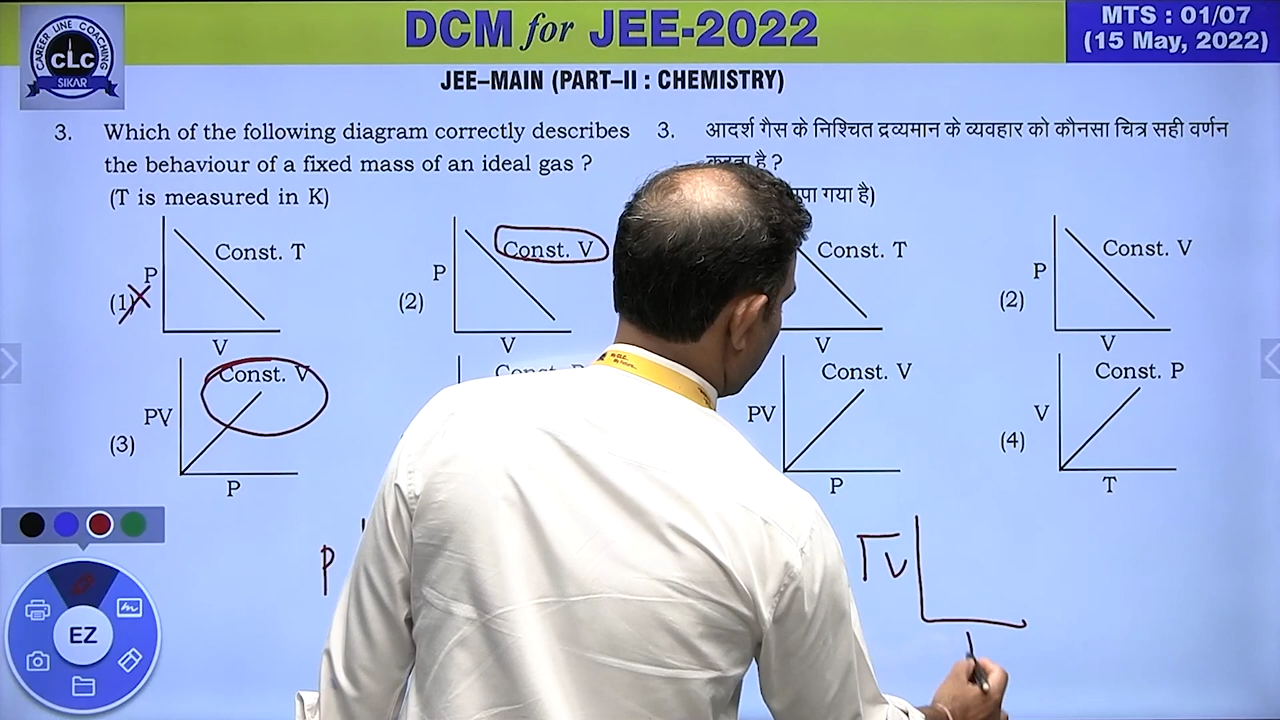 CAREER LINE COACHING
CLC
SIKAR
DCM for JEE-2022
MTS : 01/07
(15 May, 2022)
JEE–MAIN (PART–II : CHEMISTRY)
3. Which of the following diagram correctly describes
the behaviour of a fixed mass of an ideal gas ?
(T is measured in K)
(1)
P
Const. T
V
(2)
P
Const. V
V
(3)
PV
Const. V
P
Const.
3. आदर्श गैस के निश्चित द्रव्यमान के व्यवहार को कौनसा चित्र सही वर्णन
करता है ?
गया है)
Const. T
V
(2)
P
Const. V
V
PV
Const. V
P
(4)
V
Const. P
T
P
EZ